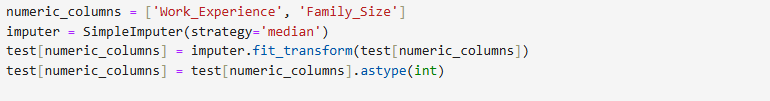 numeric_columns = ['Work_Experience', 'Family_Size']
imputer = SimpleImputer(strategy='median')
test[numeric_columns] = imputer.fit_transform(test[numeric_columns])
test[numeric_columns] = test[numeric_columns].astype(int)